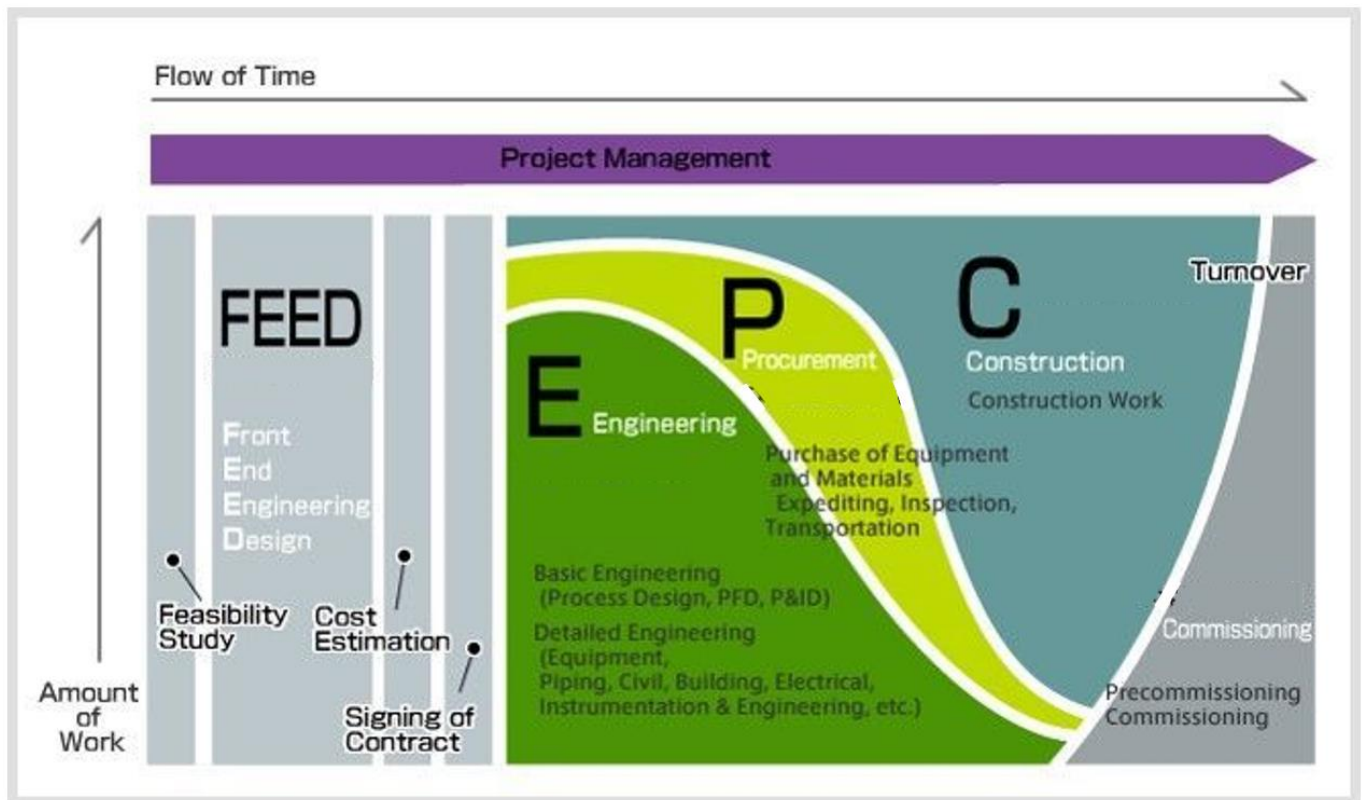 Flow of Time
Project Management
FEED
Front
End
Engineering
Design
Feasibility
Study
Cost
Estimation
Signing of
Contract
Amount
of
Work
E
Engineering
Basic Engineering
(Process Design, PFD, P&ID)
Detailed Engineering
(Equipment,
Piping, Civil, Building, Electrical,
Instrumentation & Engineering, etc.)
P
Procurement
Purchase of Equipment
and Materials
Expediting, Inspection,
Transportation
C
Construction
Construction Work
Turnover
Commissioning
Precommissioning
Commissioning